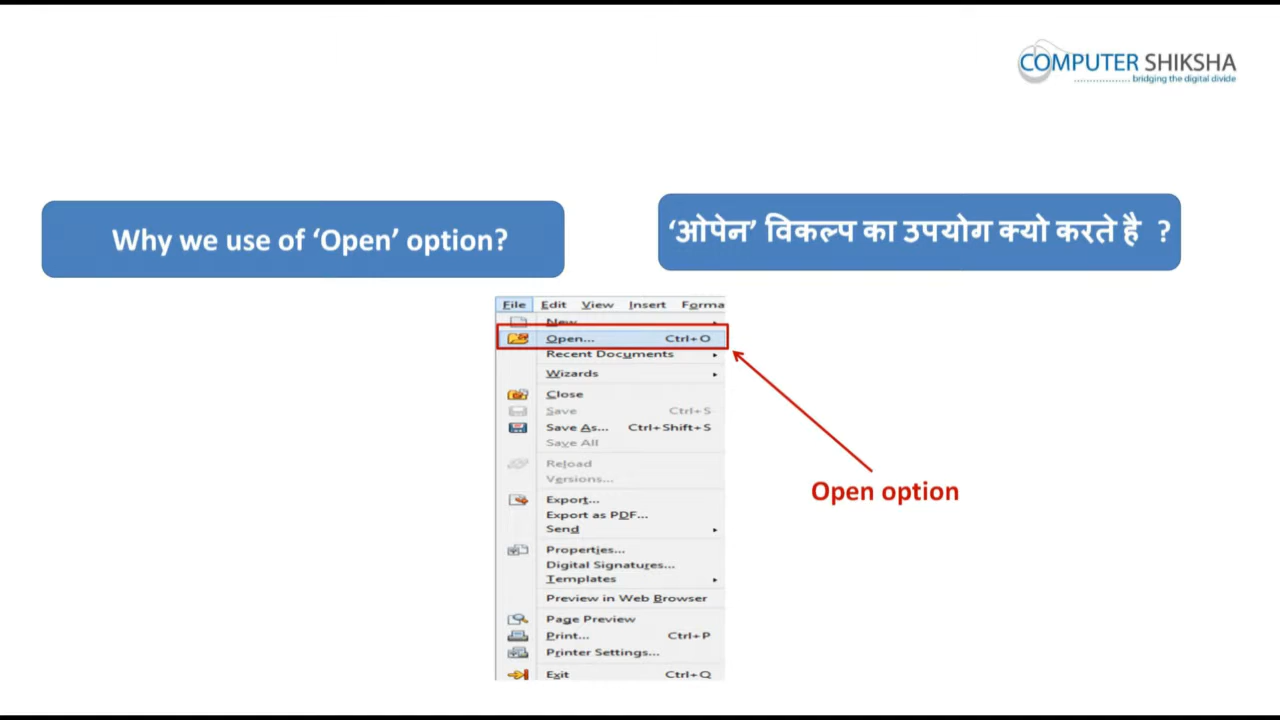 COMPUTER SHIKSHA
bridging the digital divide
Why we use of ‘Open’ option?
‘ओपेन’ विकल्प का उपयोग क्यो करते है ?
File Edit View Insert Forma
New
Open... Ctrl+O
Recent Documents
Wizards
Close
Save Ctrl+S
Save As... Ctrl+Shift+S
Save All
Reload
Versions...
Export...
Export as PDF...
Send
Properties...
Digital Signatures...
Templates
Preview in Web Browser
Page Preview
Print... Ctrl+P
Printer Settings...
Exit Ctrl+Q
Open option